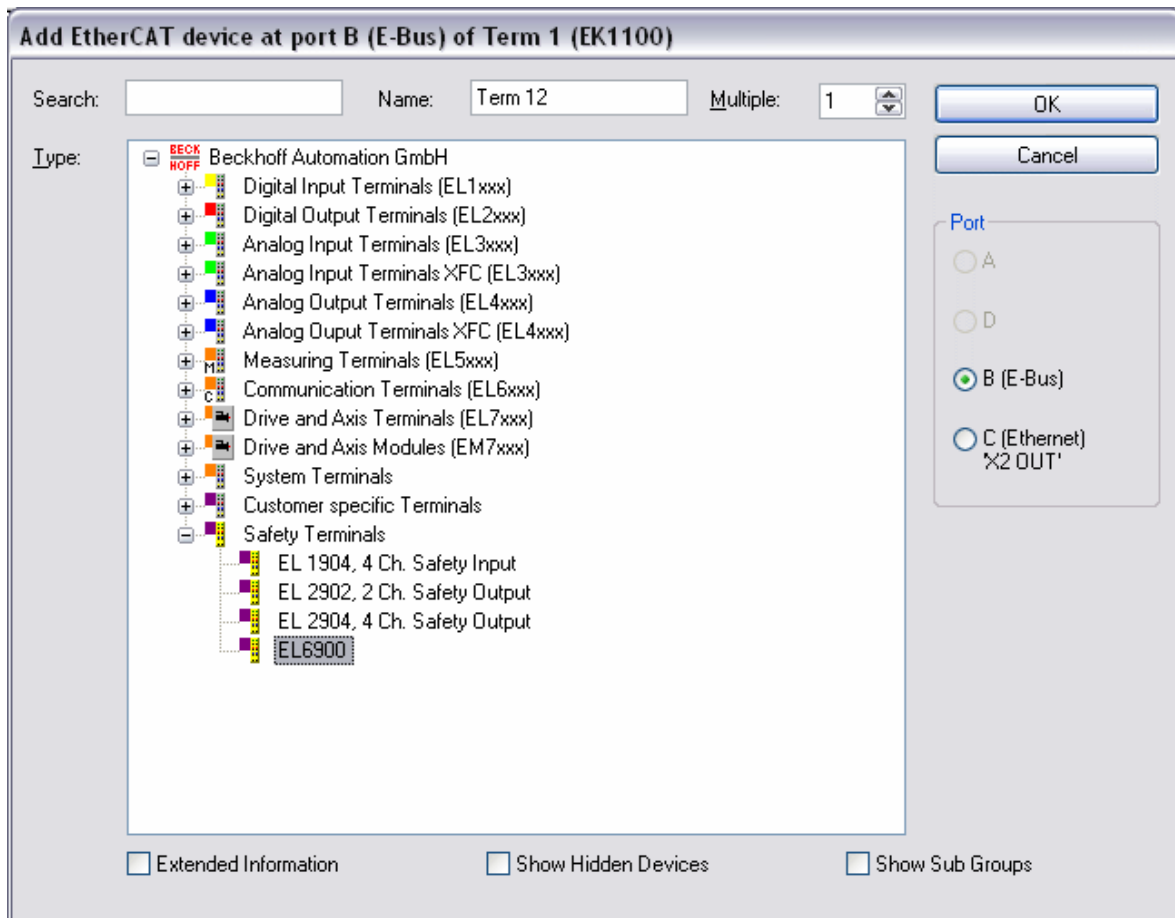 Add EtherCAT device at port B (E-Bus) of Term 1 (EK1100)
Search: Name: Term 12 Multiple: 1 OK
Type: BECK HOFF Beckhoff Automation GmbH Cancel
Digital Input Terminals (EL1xxx)
Digital Output Terminals (EL2xxx)
Port
Analog Input Terminals (EL3xxx)
A
Analog Input Terminals XFC (EL3xxx)
Analog Output Terminals (EL4xxx)
D
Analog Ouput Terminals XFC (EL4xxx)
M Measuring Terminals (EL5xxx)
B (E-Bus)
C Communication Terminals (EL6xxx)
Drive and Axis Terminals (EL7xxx)
C (Ethernet)
Drive and Axis Modules (EM7xxx)
'X2 OUT'
System Terminals
Customer specific Terminals
Safety Terminals
EL 1904, 4 Ch. Safety Input
EL 2902, 2 Ch. Safety Output
EL 2904, 4 Ch. Safety Output
EL6900
Extended Information Show Hidden Devices Show Sub Groups